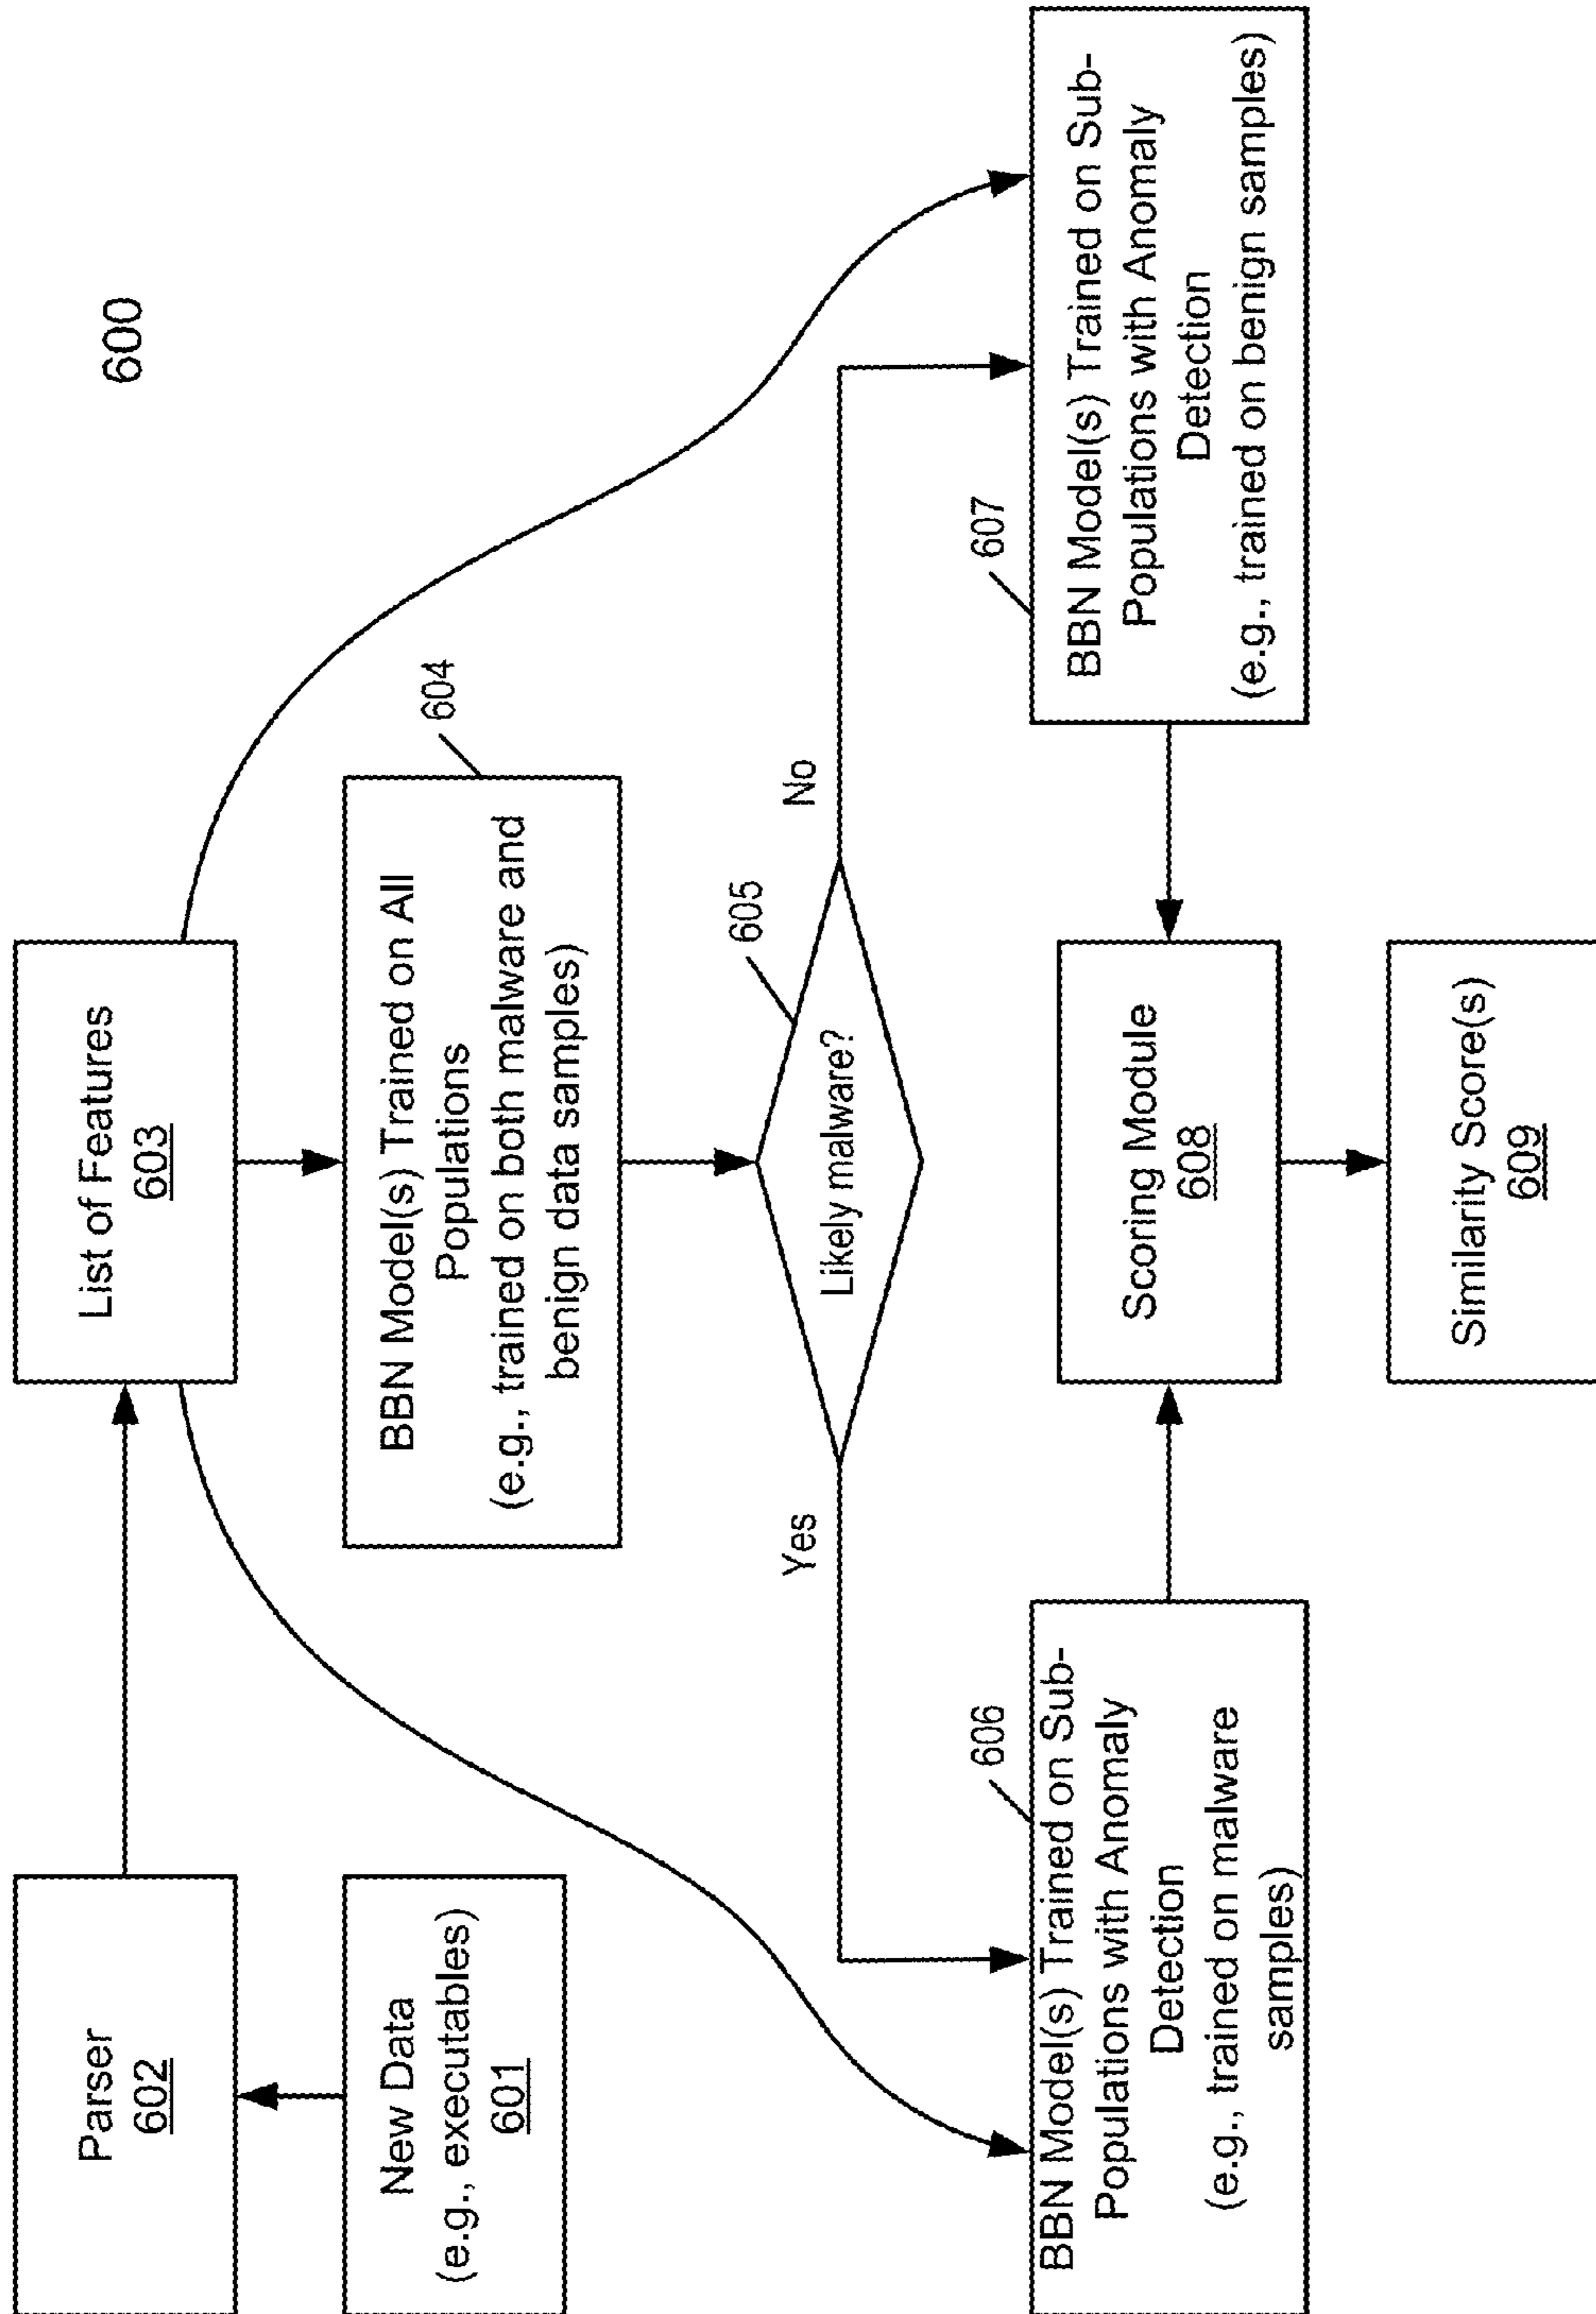 600
Parser
602
List of Features
603
New Data
(e.g., executables)
601
604
BBN Model(s) Trained on All
Populations
(e.g., trained on both malware and
benign data samples)
605
Likely malware?
Yes
No
606
BBN Model(s) Trained on Sub-
Populations with Anomaly
Detection
(e.g., trained on malware
samples)
Scoring Module
608
607
BBN Model(s) Trained on Sub-
Populations with Anomaly
Detection
(e.g., trained on benign samples)
Similarity Score(s)
609